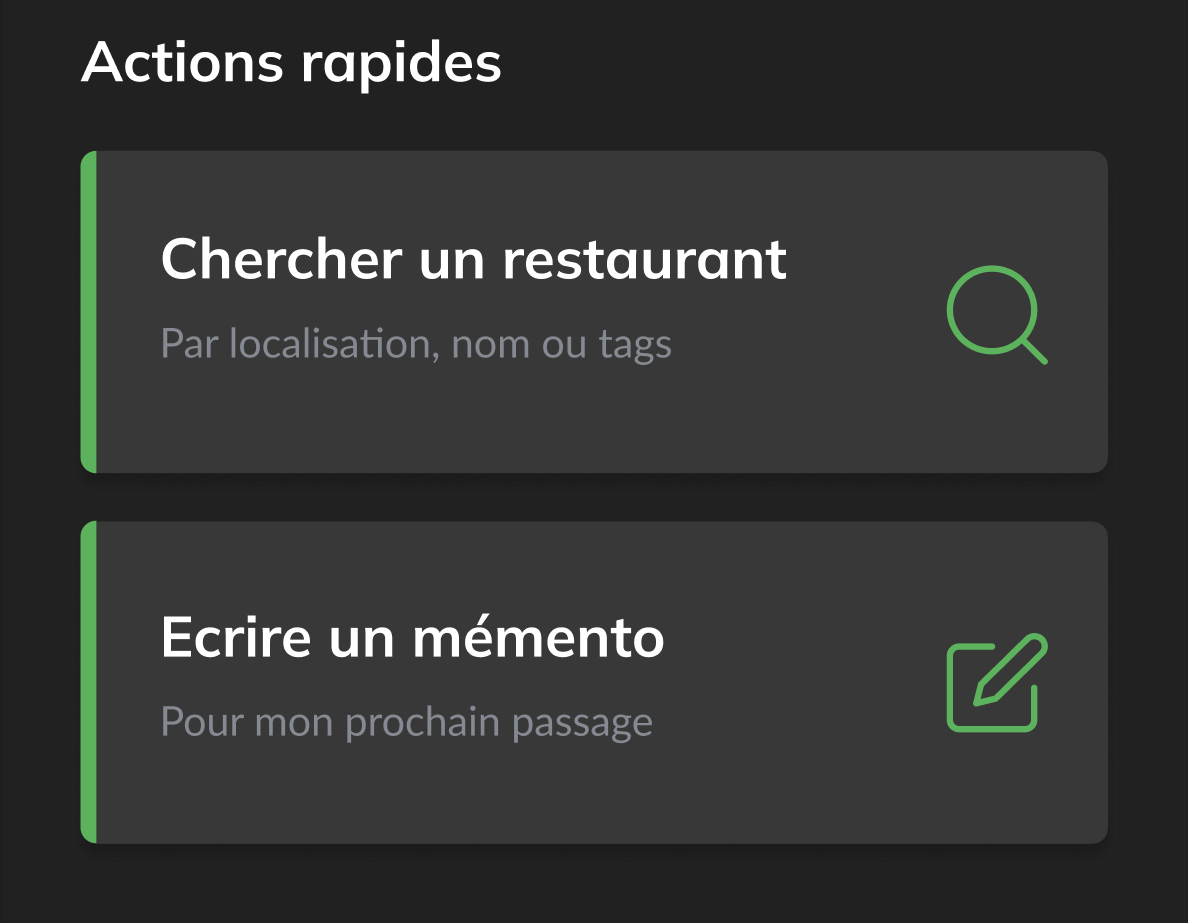 Actions rapides
Chercher un restaurant
Par localisation, nom ou tags
Ecrire un mémento
Pour mon prochain passage